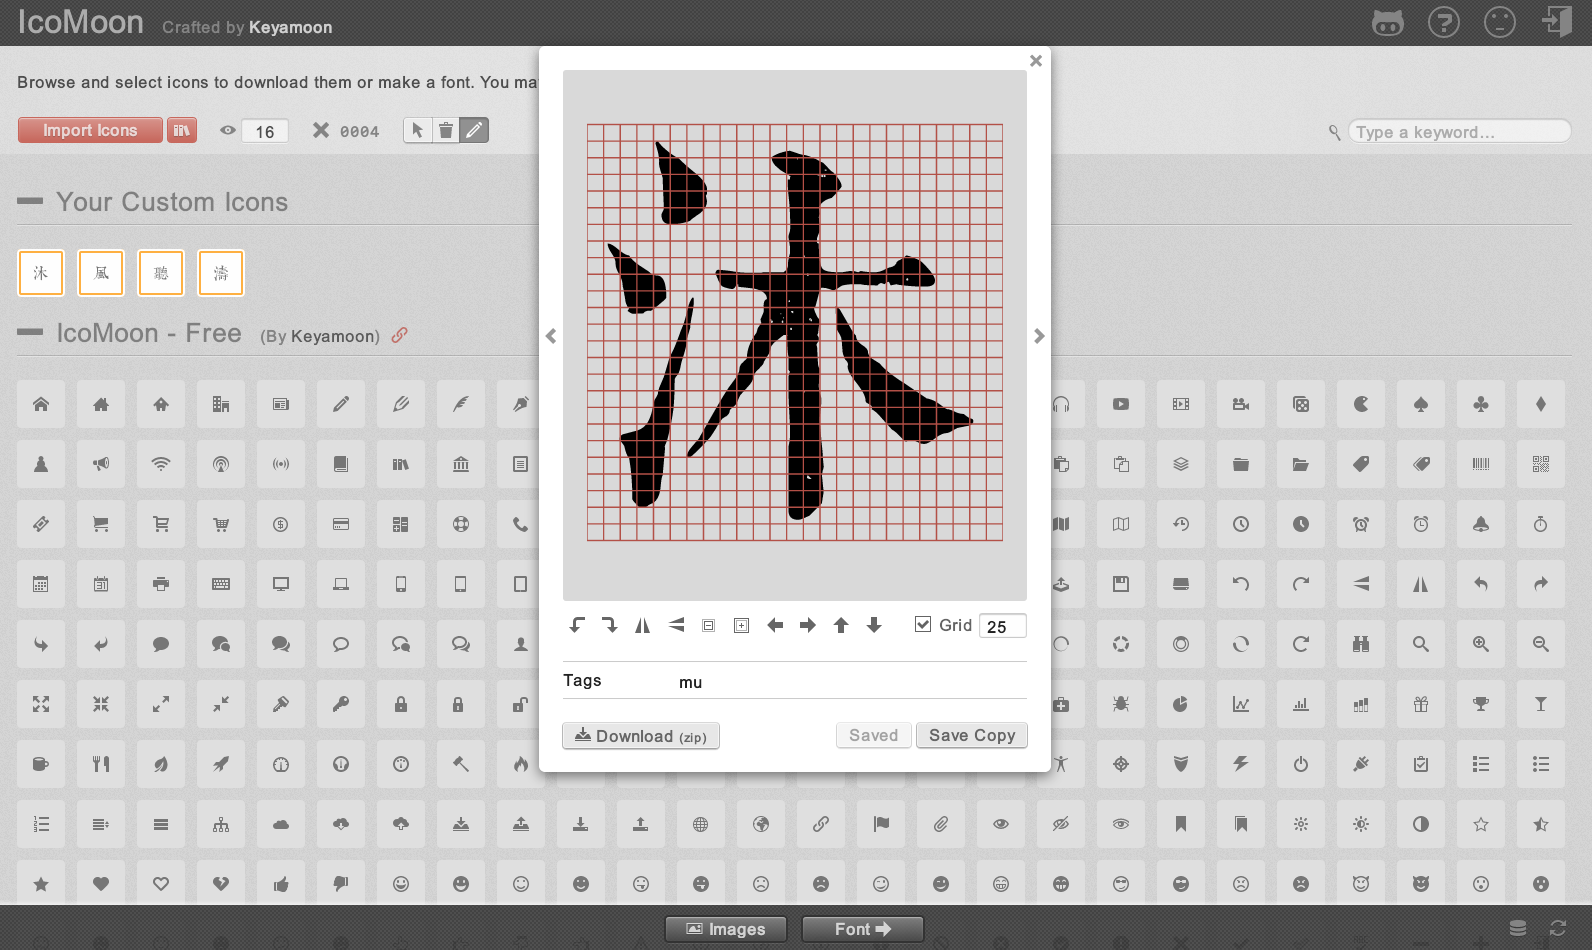 IcoMoon Crafted by Keyamoon
Browse and select icons to download them or make a font. You ma
Import Icons 16 0004 Type a keyword...
Your Custom Icons
沐 風 聽 濤
IcoMoon - Free (By Keyamoon)
沐
31
Grid 25
Tags mu
Download (zip) Saved Save Copy
Images Font